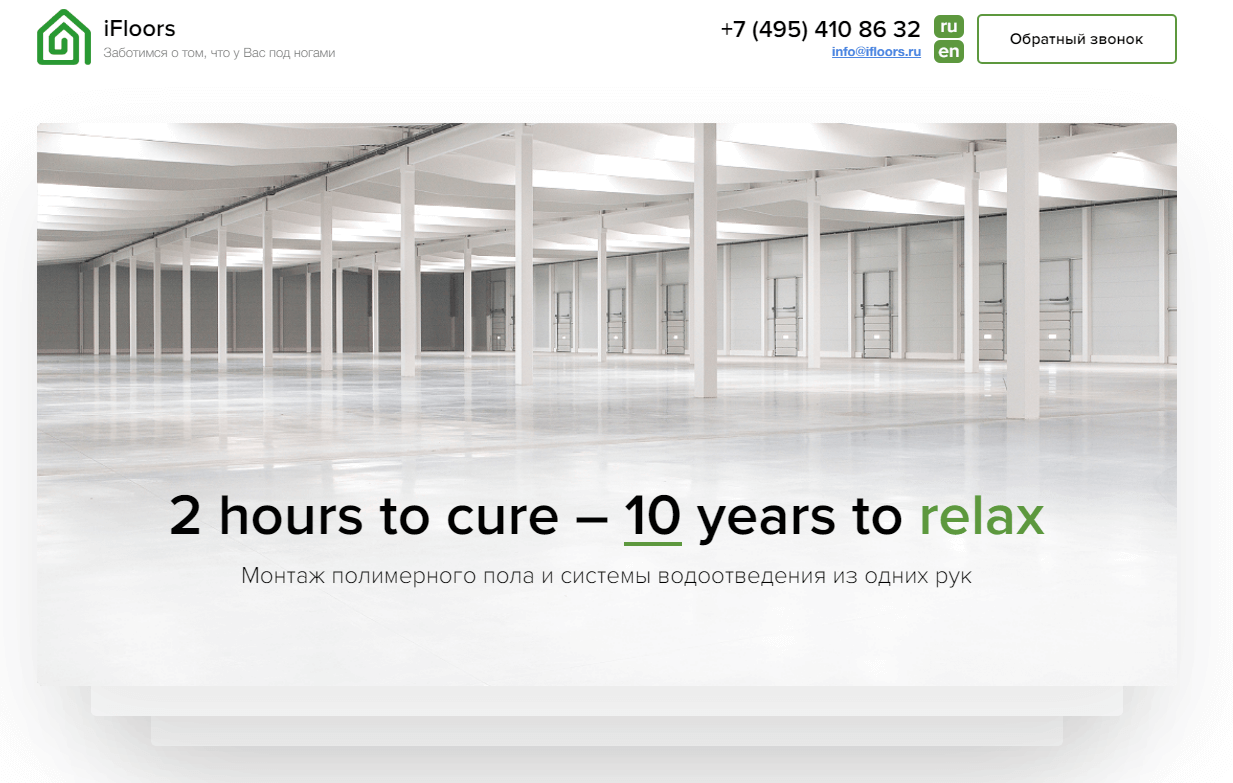 iFloors
Заботимся о том, что у Вас под ногами
+7 (495) 410 86 32
info@ifloors.ru
ru
en
Обратный звонок
2 hours to cure – 10 years to relax
Монтаж полимерного пола и системы водоотведения из одних рук